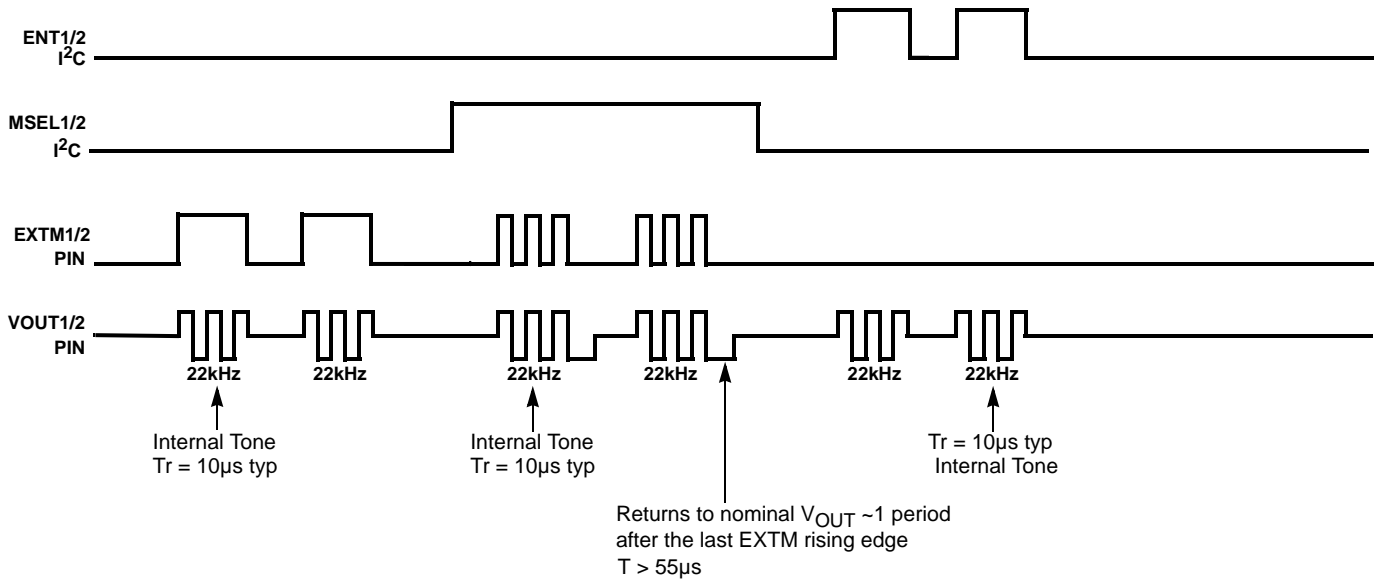 ENT1/2
I²C
MSEL1/2
I²C
EXTM1/2
PIN
VOUT1/2
PIN
22kHz 22kHz 22kHz 22kHz 22kHz 22kHz
Internal Tone
Tr = 10µs typ
Internal Tone
Tr = 10µs typ
Tr = 10µs typ
Internal Tone
Returns to nominal VOUT ~1 period
after the last EXTM rising edge
T > 55µs